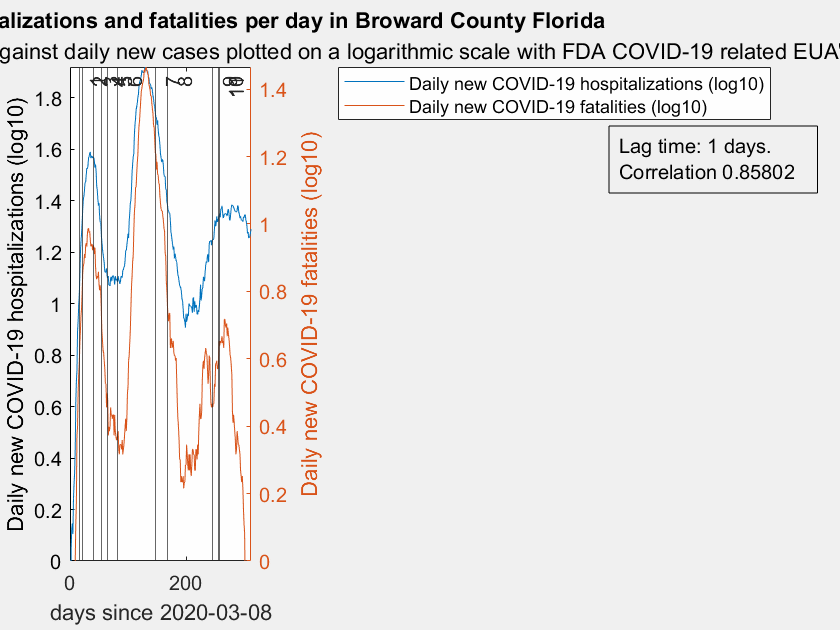 alizations and fatalities per day in Broward County Florida
gainst daily new cases plotted on a logarithmic scale with FDA COVID-19 related EUA'
Daily new COVID-19 hospitalizations (log10)
Daily new COVID-19 fatalities (log10)
Lag time: 1 days.
Correlation 0.85802
Daily new COVID-19 hospitalizations (log10)
1.8
1.6
1.4
1.2
1
0.8
0.6
0.4
0.2
0
7
8
10
1.4
1.2
1
0.8
0.6
0.4
0.2
0
Daily new COVID-19 fatalities (log10)
0 200
days since 2020-03-08